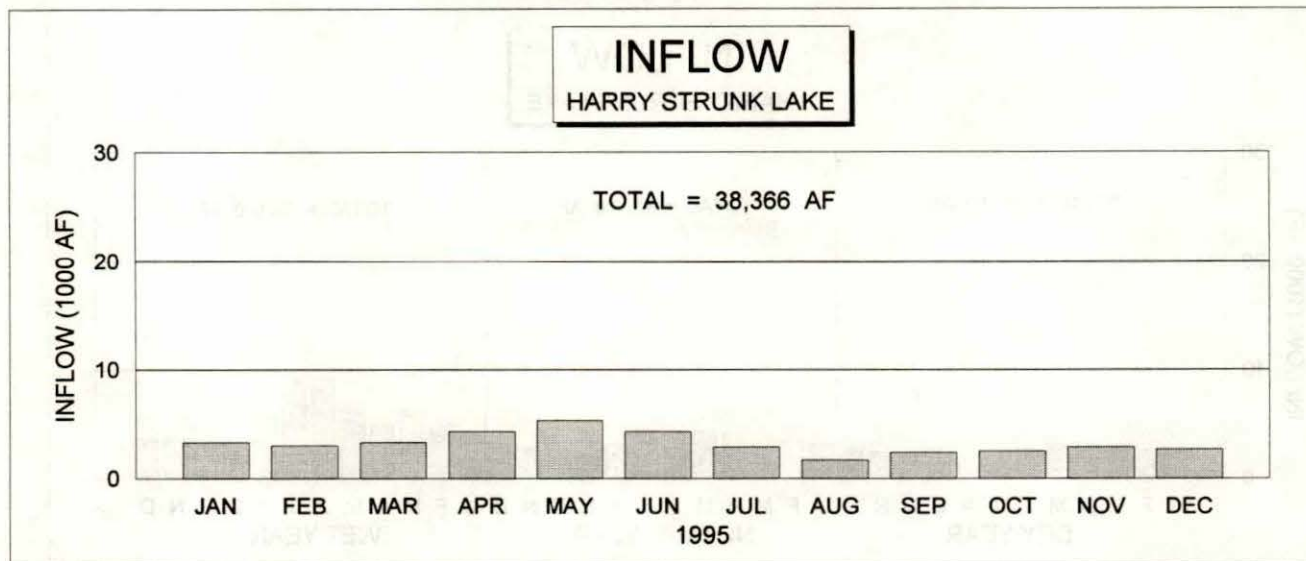 INFLOW
HARRY STRUNK LAKE
TOTAL = 38,366 AF
INFLOW (1000 AF)
30
20
10
0
JAN FEB MAR APR MAY JUN JUL AUG SEP OCT NOV DEC
1995